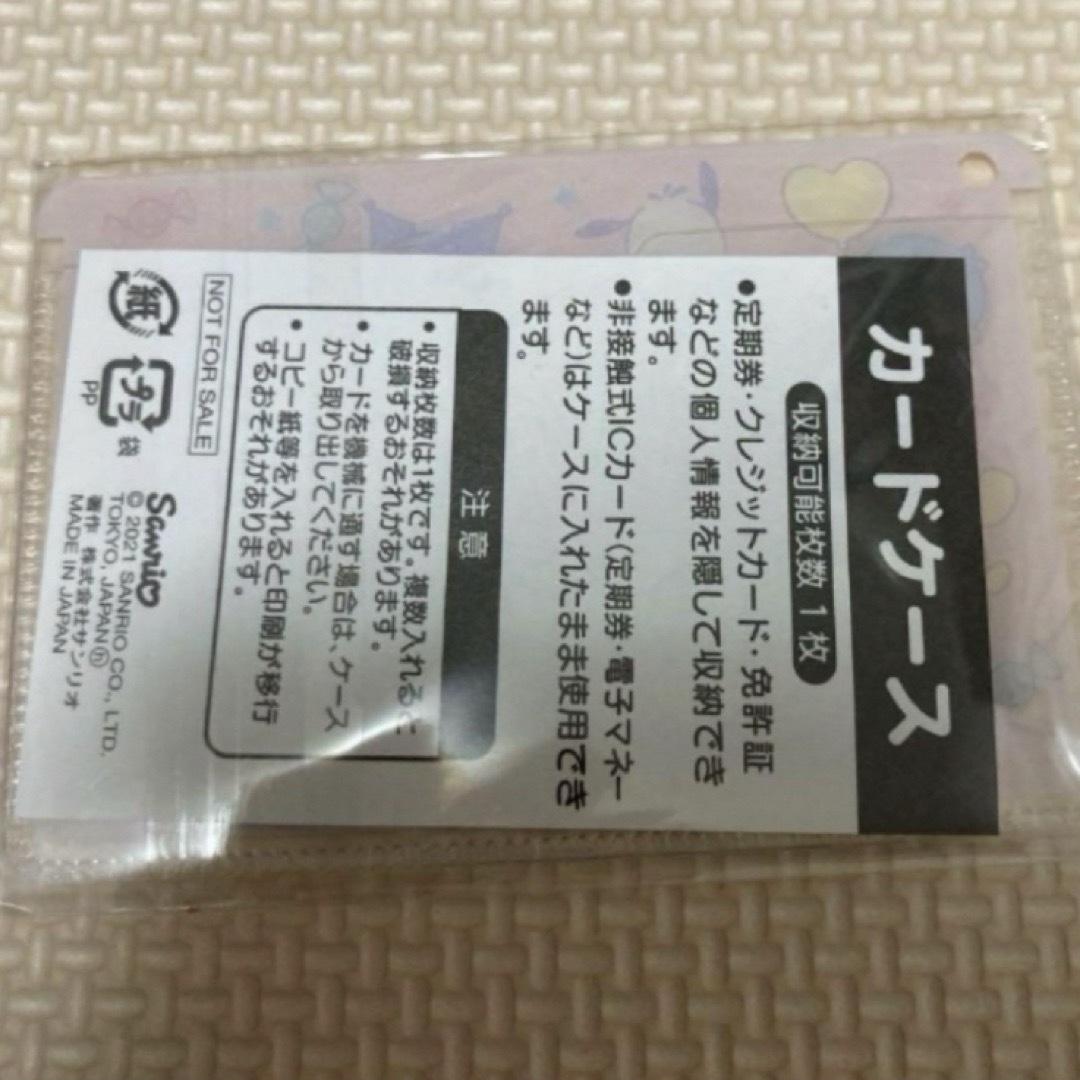 カードケース
収納可能枚数1枚
●定期券・クレジットカード・免許証
などの個人情報を隠して収納でき
ます。
●非接触式ICカード(定期券・電子マネー
など)はケースに入れたまま使用でき
ます。
注意
・収納枚数は1枚です。複数入れると
破損するおそれがあります。
・カードを機械に通す場合は、ケース
から取り出してください。
・コピー紙等を入れると印刷が移行
するおそれがあります。
NOT FOR SALE
紙
プラ
PP
袋
Sanrio
© 2021 SANRIO CO., LTD.
TOKYO, JAPAN ⓗ
著作 株式会社サンリオ
MADE IN JAPAN